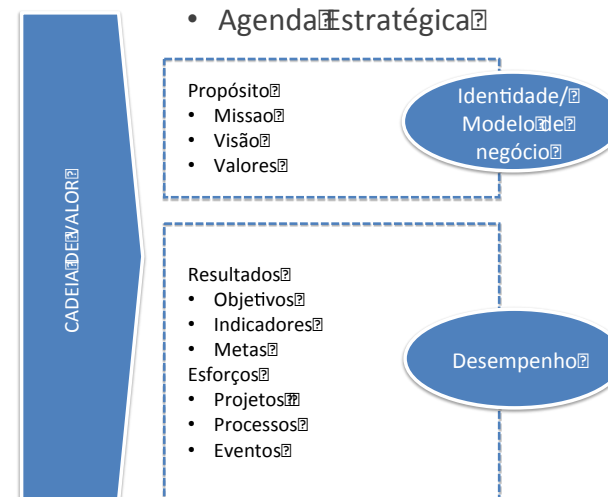 • Agenda Estratégica
Propósito
• Missao
• Visão
• Valores
Identidade/
Modelo de
negócio
CADEIA DE VALOR
Resultados
• Objetivos
• Indicadores
• Metas
Esforços
• Projetos
• Processos
• Eventos
Desempenho